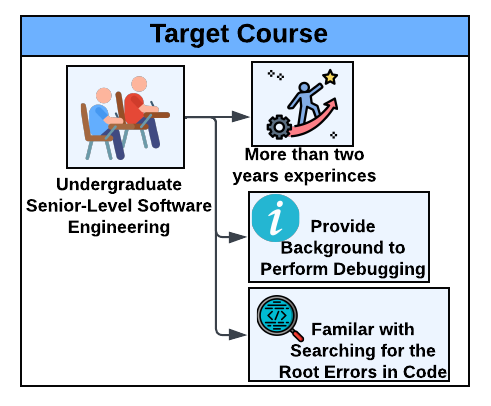 Target Course
Undergraduate
Senior-Level Software
Engineering
More than two
years experinces
i
Provide
Background to
Perform Debugging
</>
Familar with
Searching for the
Root Errors in Code